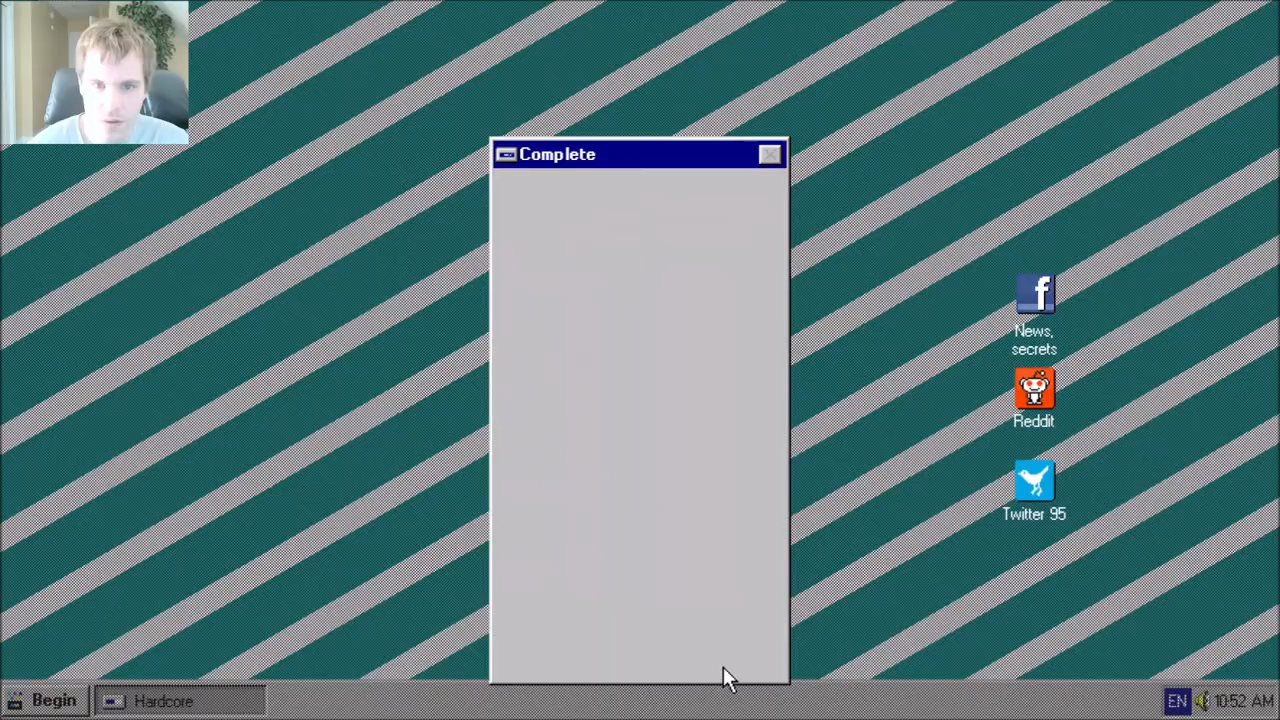 Complete
f
News,
secrets
Reddit
Twitter 95
Begin
Hardcore
EN
10:52 AM